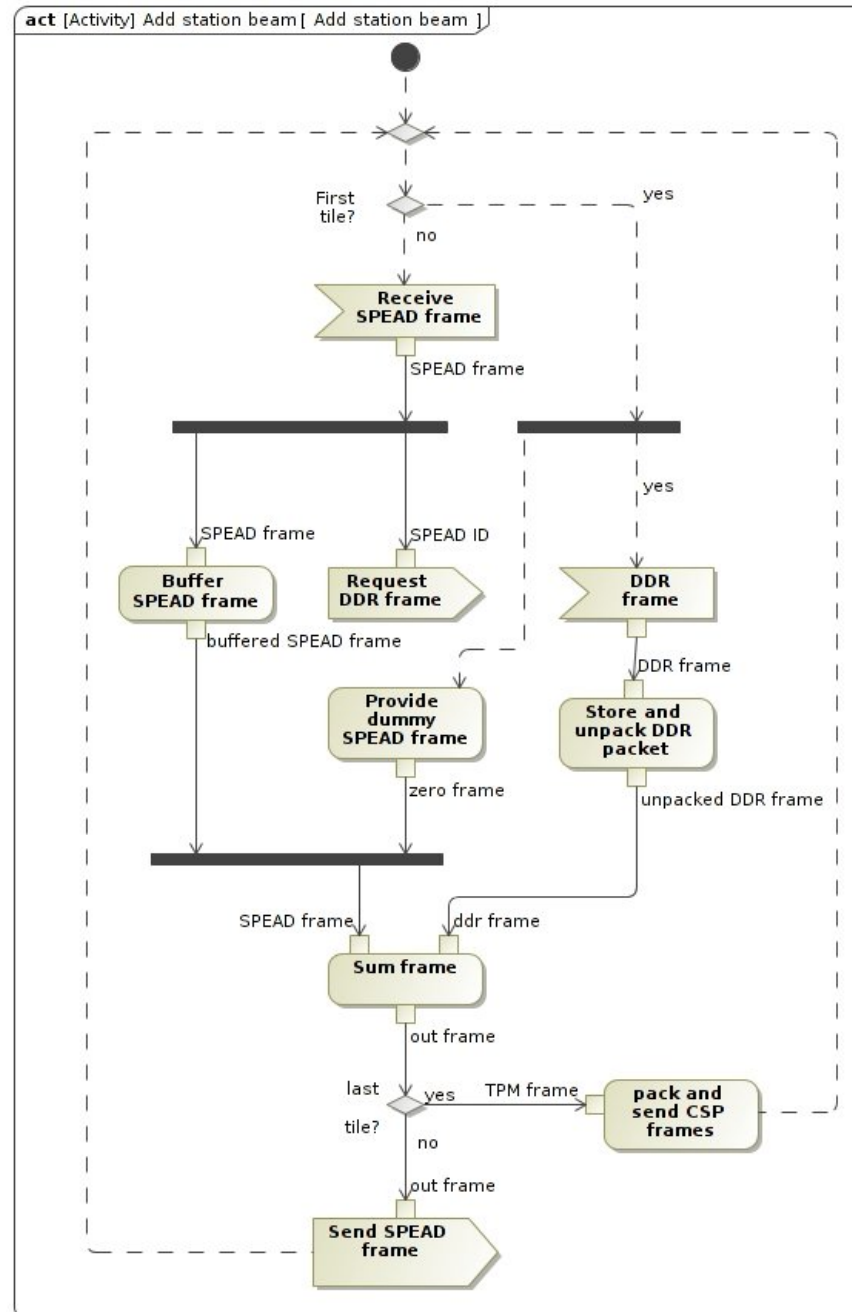 act [Activity] Add station beam [ Add station beam ]
First
tile?
yes
no
Receive
SPEAD frame
SPEAD frame
yes
SPEAD frame
SPEAD ID
Buffer
SPEAD frame
Request
DDR frame
DDR
frame
buffered SPEAD frame
DDR frame
Provide
dummy
SPEAD frame
Store and
unpack DDR
packet
zero frame
unpacked DDR frame
SPEAD frame
ddr frame
Sum frame
out frame
last
tile?
yes
TPM frame
pack and
send CSP
frames
no
out frame
Send SPEAD
frame